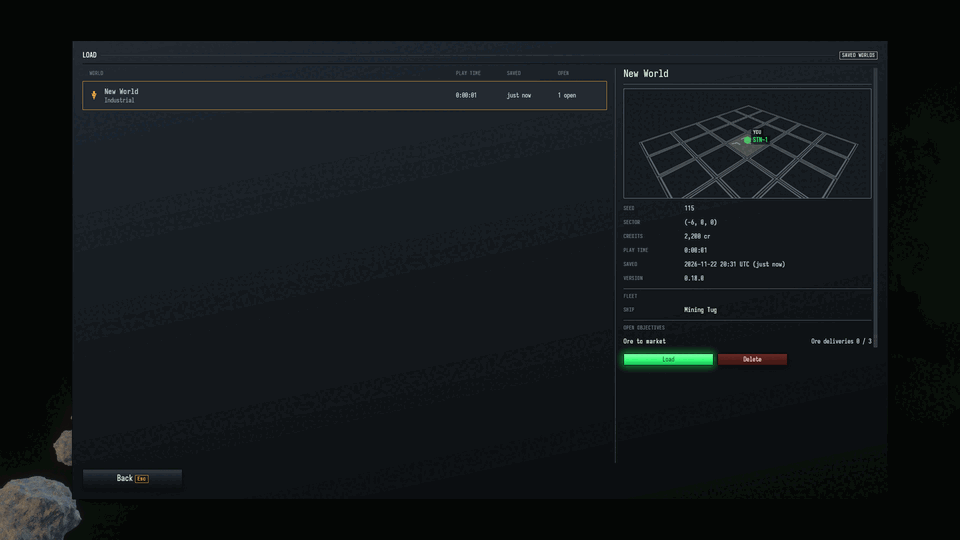 LOAD
SAVED WORLDS
WORLD PLAY TIME SAVED OPEN
New World
Industrial
0:00:01 just now 1 open
New World
YOU
STN-1
SEED 115
SECTOR (-6, 0, 0)
CREDITS 2,200 cr
PLAY TIME 0:00:01
SAVED 2026-11-22 20:31 UTC (just now)
VERSION 0.18.0
FLEET
SHIP Mining Tug
OPEN OBJECTIVES
Ore to market Ore deliveries 0 / 3
Load Delete
Back Esc